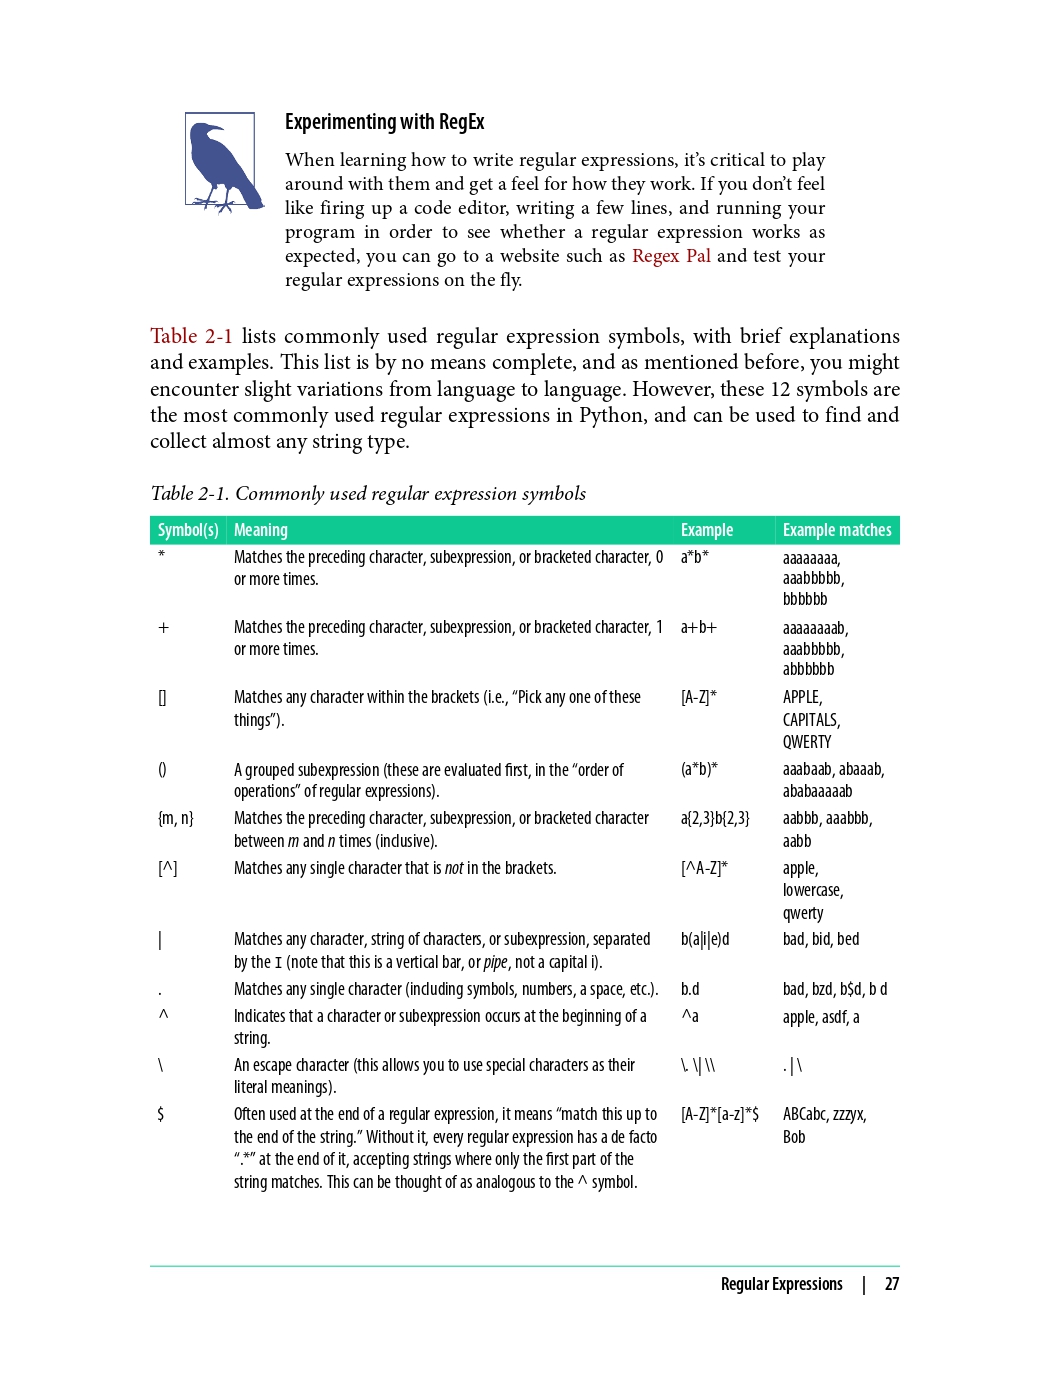 Experimenting with RegEx
When learning how to write regular expressions, it’s critical to play
around with them and get a feel for how they work. If you don’t feel
like firing up a code editor, writing a few lines, and running your
program in order to see whether a regular expression works as
expected, you can go to a website such as Regex Pal and test your
regular expressions on the fly.
Table 2-1 lists commonly used regular expression symbols, with brief explanations
and examples. This list is by no means complete, and as mentioned before, you might
encounter slight variations from language to language. However, these 12 symbols are
the most commonly used regular expressions in Python, and can be used to find and
collect almost any string type.
Table 2-1. Commonly used regular expression symbols
Symbol(s) Meaning Example Example matches
* Matches the preceding character, subexpression, or bracketed character, 0 a*b* aaaaaaaa,
or more times. aaabbbbb,
bbbbbb
+ Matches the preceding character, subexpression, or bracketed character, 1 a+b+ aaaaaaaab,
or more times. aaabbbbb,
abbbbbb
[] Matches any character within the brackets (i.e., “Pick any one of these [A-Z]* APPLE,
things”). CAPITALS,
QWERTY
() A grouped subexpression (these are evaluated first, in the “order of (a*b)* aaabaab, abaaab,
operations” of regular expressions). ababaaaaab
{m, n} Matches the preceding character, subexpression, or bracketed character a{2,3}b{2,3} aabbb, aaabbb,
between m and n times (inclusive). aabb
[^] Matches any single character that is not in the brackets. [^A-Z]* apple,
lowercase,
qwerty
| Matches any character, string of characters, or subexpression, separated b(a|i|e)d bad, bid, bed
by the I (note that this is a vertical bar, or pipe, not a capital i).
. Matches any single character (including symbols, numbers, a space, etc.). b.d bad, bzd, b$d, b d
^ Indicates that a character or subexpression occurs at the beginning of a ^a apple, asdf, a
string.
\ An escape character (this allows you to use special characters as their \. \| \\ . | \
literal meanings).
$ Often used at the end of a regular expression, it means “match this up to [A-Z]*[a-z]*$ ABCabc, zzzyx,
the end of the string.” Without it, every regular expression has a de facto Bob
“.*” at the end of it, accepting strings where only the first part of the
string matches. This can be thought of as analogous to the ^ symbol.
Regular Expressions | 27